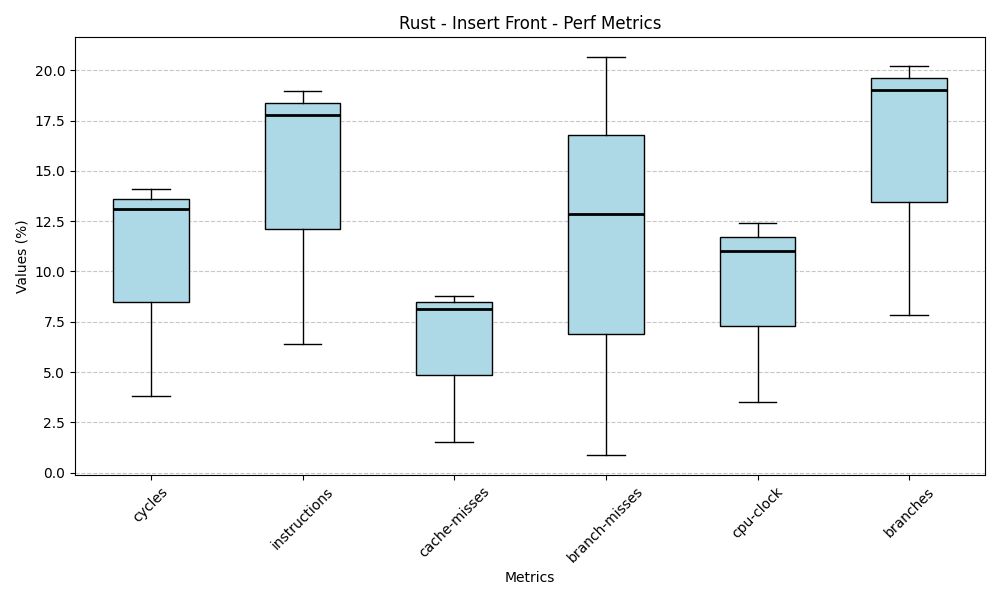 Rust - Insert Front - Perf Metrics
Values (%)
20.0
17.5
15.0
12.5
10.0
7.5
5.0
2.5
0.0
cycles
instructions
cache-misses
branch-misses
cpu-clock
branches
Metrics